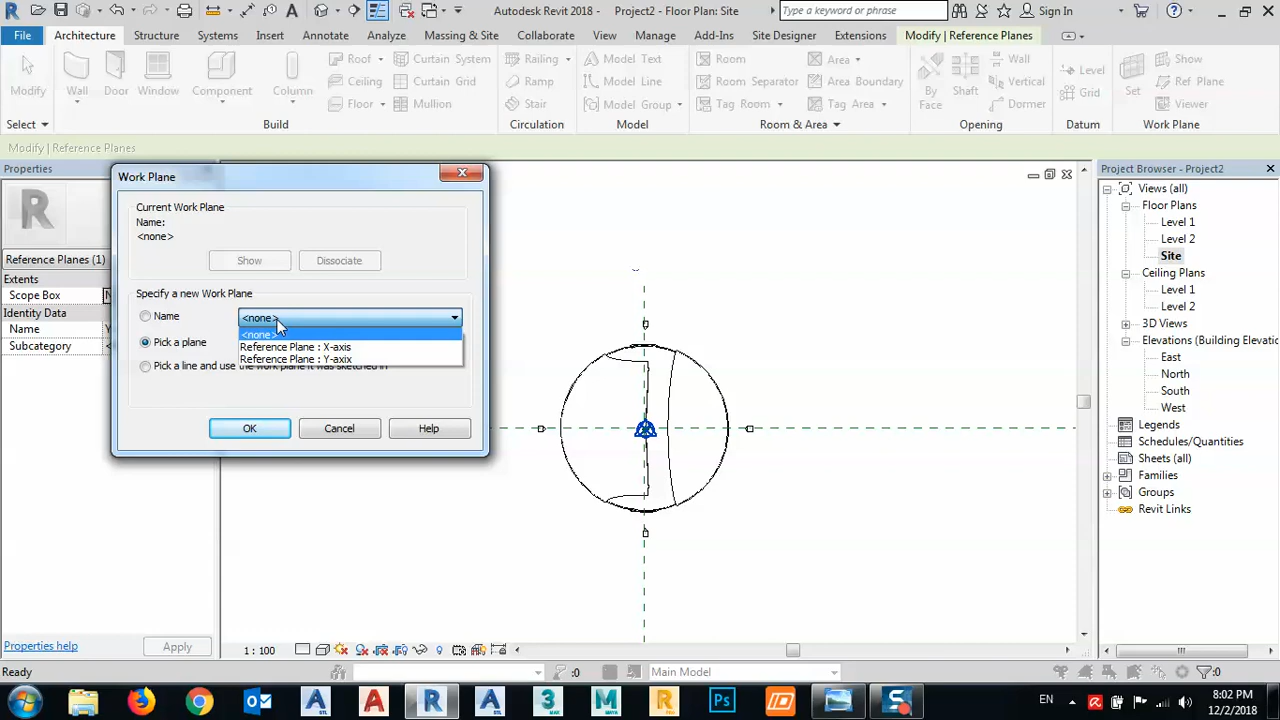 Autodesk Revit 2018 - Project2 - Floor Plan: Site
Type a keyword or phrase
Sign In
File
Architecture
Structure
Systems
Insert
Annotate
Analyze
Massing & Site
Collaborate
View
Manage
Add-Ins
Site Designer
Extensions
Modify | Reference Planes
Modify
Wall
Door
Window
Component
Column
Roof
Ceiling
Floor
Curtain System
Curtain Grid
Mullion
Railing
Ramp
Stair
Model Text
Model Line
Model Group
Room
Room Separator
Tag Room
Area
Area Boundary
Tag Area
By
Face
Shaft
Wall
Vertical
Dormer
Level
Grid
Set
Show
Ref Plane
Viewer
Select
Build
Circulation
Model
Room & Area
Opening
Datum
Work Plane
Modify | Reference Planes
Properties
R
Reference Planes (1)
Extents
Scope Box
Identity Data
Name
Subcategory
Properties help
Apply
Work Plane
Current Work Plane
Name:
<none>
Show
Dissociate
Specify a new Work Plane
Name
<none>
<none>
Reference Plane : X-axis
Reference Plane : Y-axix
Pick a plane
Pick a line and use the work plane it was sketched in
OK
Cancel
Help
Project Browser - Project2
Views (all)
Floor Plans
Level 1
Level 2
Site
Ceiling Plans
Level 1
Level 2
3D Views
Elevations (Building Elevatio
East
North
South
West
Legends
Schedules/Quantities
Sheets (all)
Families
Groups
Revit Links
1 : 100
Ready
:0
Main Model
:0
EN
8:02 PM
12/2/2018